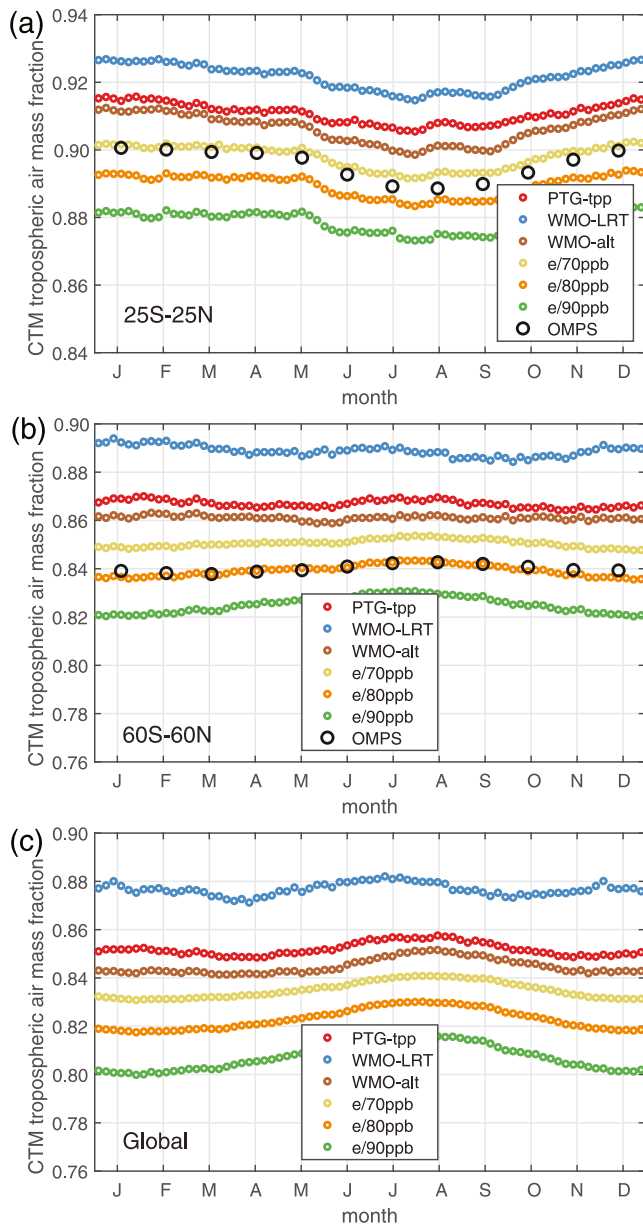 (a)
0.94
0.92
0.90
0.88
0.86
0.84
CTM tropospheric air mass fraction
25S-25N
PTG-tpp
WMO-LRT
WMO-alt
e/70ppb
e/80ppb
e/90ppb
OMPS
J F M A M J J A S O N D
month
(b)
0.90
0.88
0.86
0.84
0.82
0.80
0.78
0.76
CTM tropospheric air mass fraction
60S-60N
PTG-tpp
WMO-LRT
WMO-alt
e/70ppb
e/80ppb
e/90ppb
OMPS
J F M A M J J A S O N D
month
(c)
0.90
0.88
0.86
0.84
0.82
0.80
0.78
0.76
CTM tropospheric air mass fraction
Global
PTG-tpp
WMO-LRT
WMO-alt
e/70ppb
e/80ppb
e/90ppb
J F M A M J J A S O N D
month